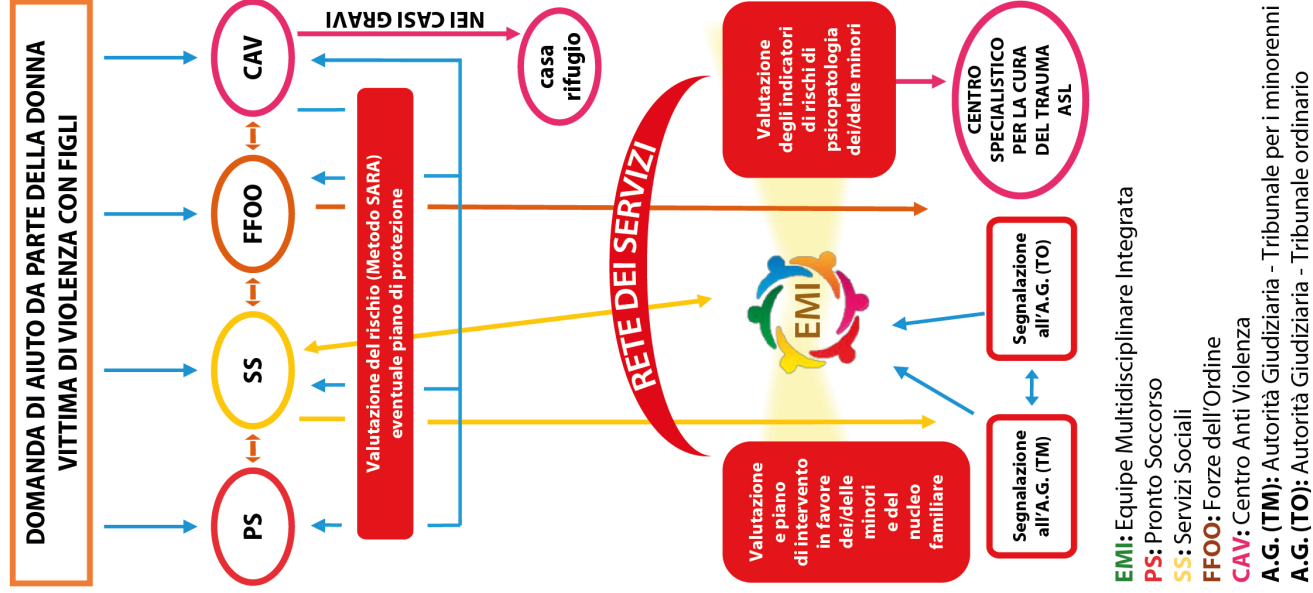 DOMANDA DI AIUTO DA PARTE DELLA DONNA
VITTIMA DI VIOLENZA CON FIGLI
PS
SS
FFOO
CAV
NEI CASI GRAVI
casa
rifugio
Valutazione del rischio (Metodo SARA)
eventuale piano di protezione
RETE DEI SERVIZI
Valutazione
e piano
di intervento
in favore
dei/delle
minori
e del
nucleo
familiare
EMI
Valutazione
degli indicatori
di rischi di
psicopatologia
dei/delle minori
Segnalazione
all'A.G. (TM)
Segnalazione
all'A.G. (TO)
CENTRO
SPECIALISTICO
PER LA CURA
DEL TRAUMA
ASL
EMI: Equipe Multidisciplinare Integrata
PS: Pronto Soccorso
SS: Servizi Sociali
FFOO: Forze dell'Ordine
CAV: Centro Anti Violenza
A.G. (TM): Autorità Giudiziaria - Tribunale per i minorenni
A.G. (TO): Autorità Giudiziaria - Tribunale ordinario